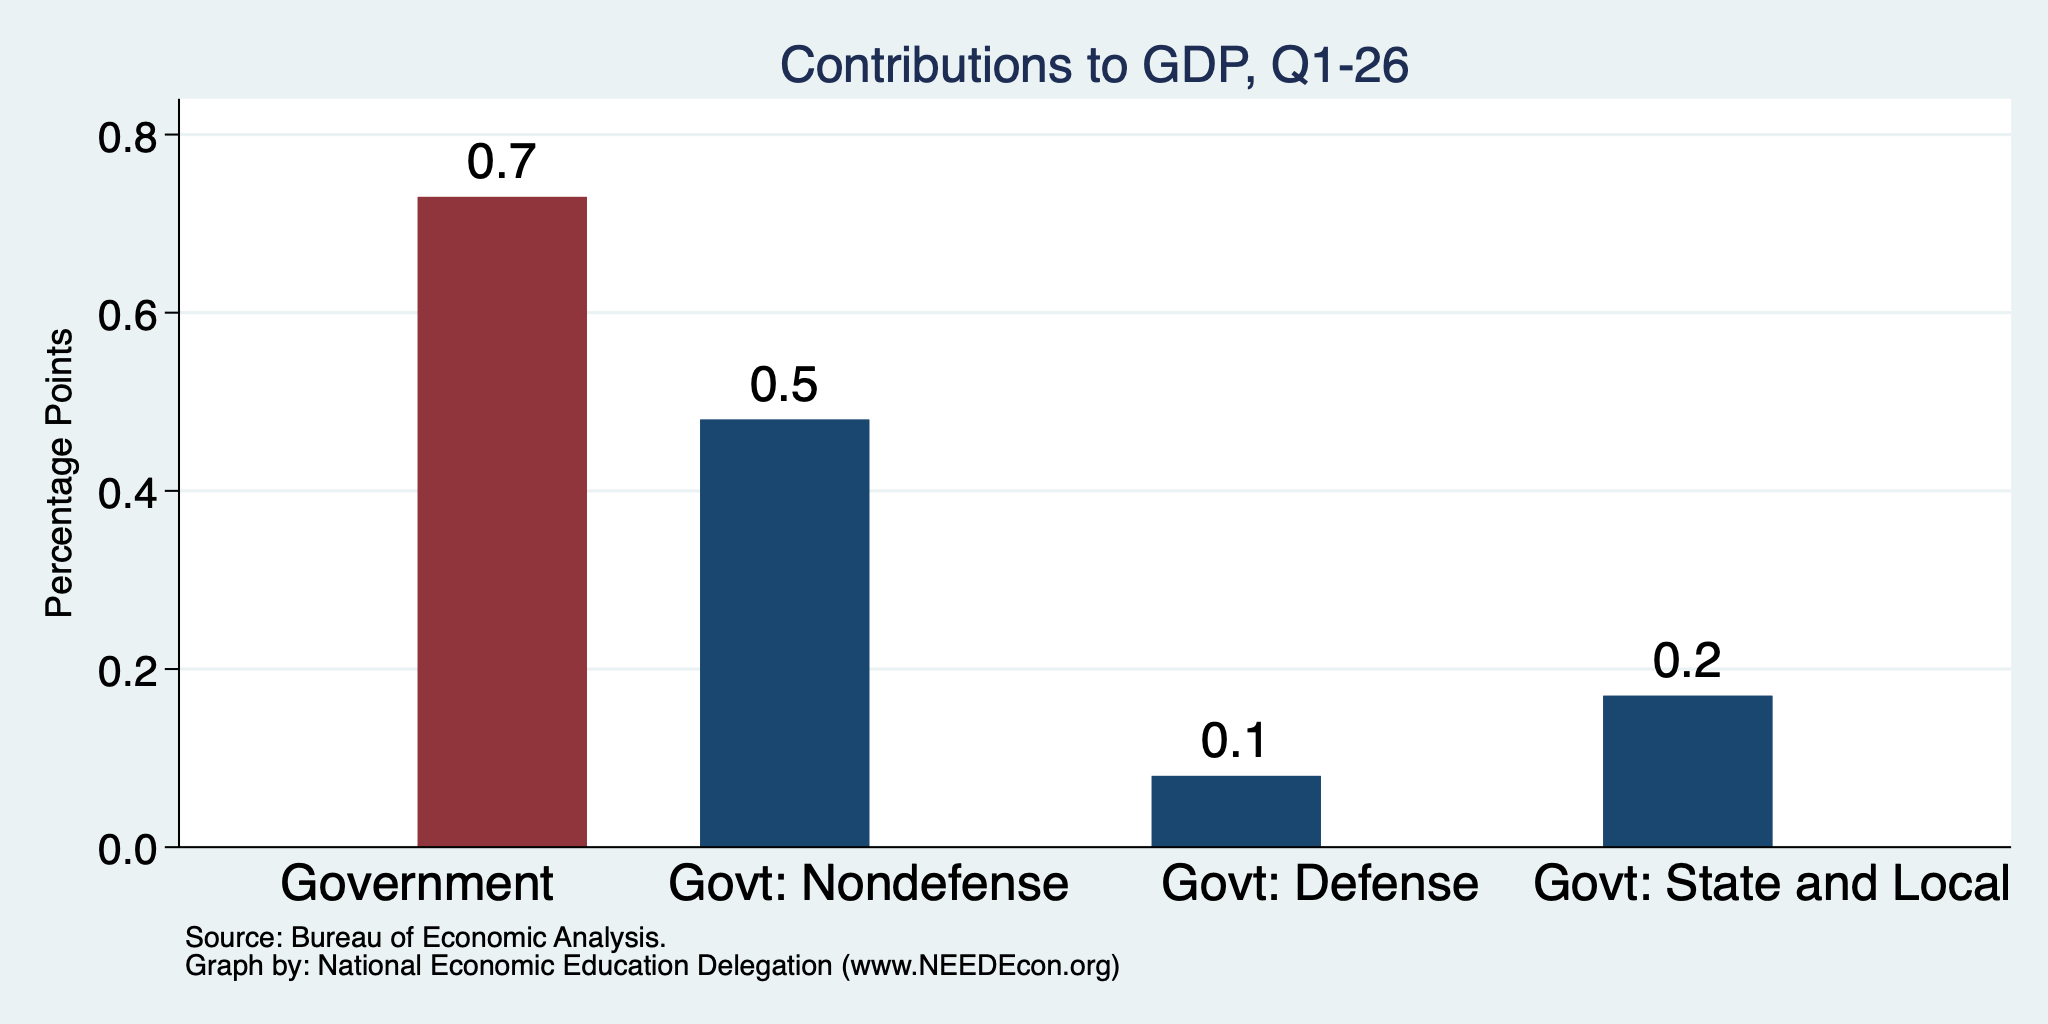 Contributions to GDP, Q1-26
Percentage Points
0.8
0.6
0.4
0.2
0.0
0.7
0.5
0.1
0.2
Government
Govt: Nondefense
Govt: Defense
Govt: State and Local
Source: Bureau of Economic Analysis.
Graph by: National Economic Education Delegation (www.NEEDEcon.org)